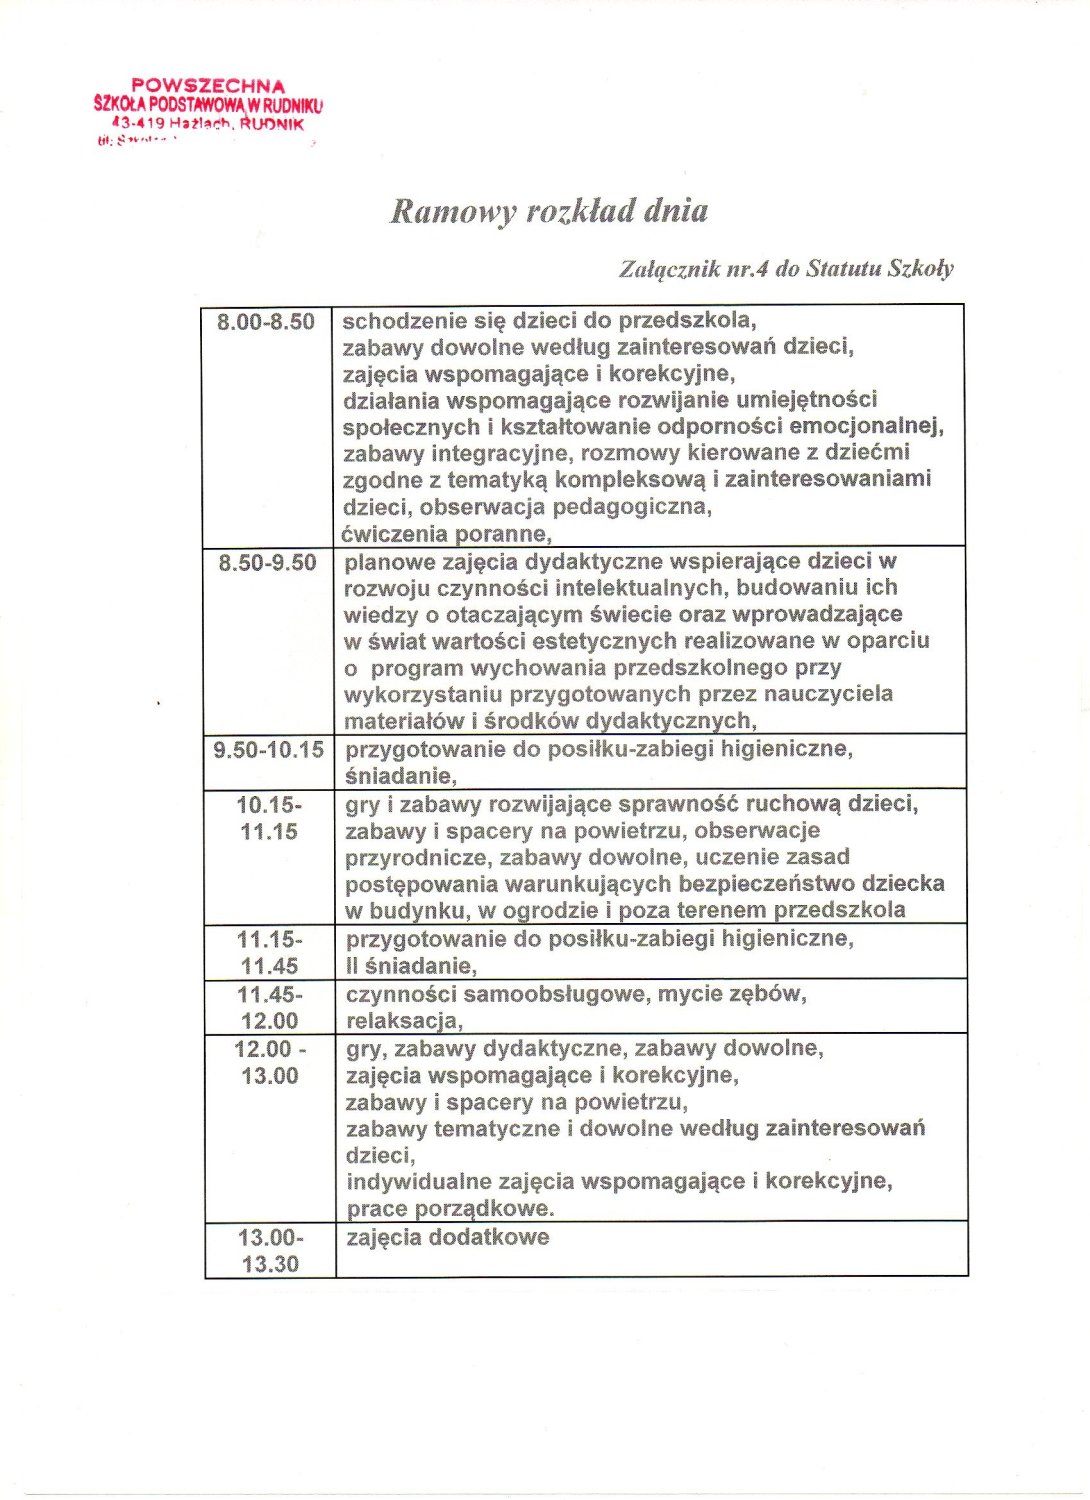 POWSZECHNA
SZKOŁA PODSTAWOWA W RUDNIKU
43-419 Hażlach, RUDNIK
Ramowy rozkład dnia
Załącznik nr.4 do Statutu Szkoły
8.00-8.50 schodzenie się dzieci do przedszkola,
zabawy dowolne według zainteresowań dzieci,
zajęcia wspomagające i korekcyjne,
działania wspomagające rozwijanie umiejętności
społecznych i kształtowanie odporności emocjonalnej,
zabawy integracyjne, rozmowy kierowane z dziećmi
zgodne z tematyką kompleksową i zainteresowaniami
dzieci, obserwacja pedagogiczna,
ćwiczenia poranne,
8.50-9.50 planowe zajęcia dydaktyczne wspierające dzieci w
rozwoju czynności intelektualnych, budowaniu ich
wiedzy o otaczającym świecie oraz wprowadzające
w świat wartości estetycznych realizowane w oparciu
o program wychowania przedszkolnego przy
wykorzystaniu przygotowanych przez nauczyciela
materiałów i środków dydaktycznych,
9.50-10.15 przygotowanie do posiłku-zabiegi higieniczne,
śniadanie,
10.15- gry i zabawy rozwijające sprawność ruchową dzieci,
11.15 zabawy i spacery na powietrzu, obserwacje
przyrodnicze, zabawy dowolne, uczenie zasad
postępowania warunkujących bezpieczeństwo dziecka
w budynku, w ogrodzie i poza terenem przedszkola
11.15- przygotowanie do posiłku-zabiegi higieniczne,
11.45 II śniadanie,
11.45- czynności samoobsługowe, mycie zębów,
12.00 relaksacja,
12.00 - gry, zabawy dydaktyczne, zabawy dowolne,
13.00 zajęcia wspomagające i korekcyjne,
zabawy i spacery na powietrzu,
zabawy tematyczne i dowolne według zainteresowań
dzieci,
indywidualne zajęcia wspomagające i korekcyjne,
prace porządkowe.
13.00- zajęcia dodatkowe
13.30